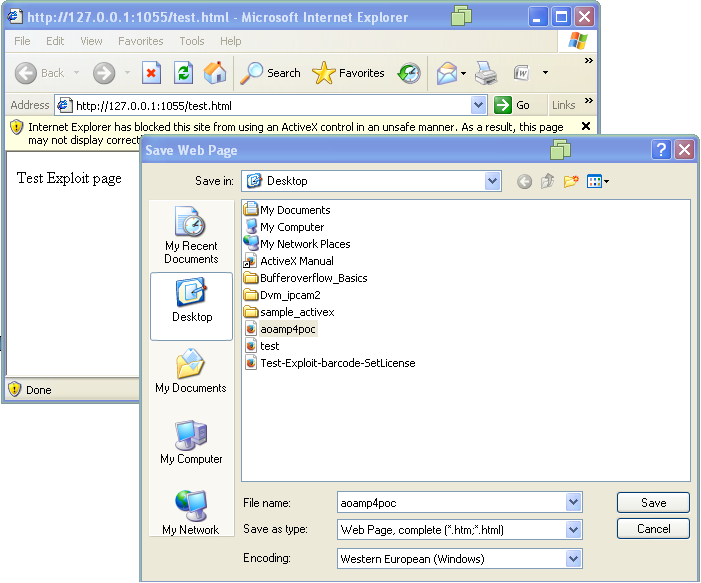 http://127.0.0.1:1055/test.html - Microsoft Internet Explorer
File Edit View Favorites Tools Help
Back Search Favorites
Address http://127.0.0.1:1055/test.html Go Links
Internet Explorer has blocked this site from using an ActiveX control in an unsafe manner. As a result, this page
may not display correct
Test Exploit page
Done
Save Web Page
Save in: Desktop
My Recent
Documents
Desktop
My Documents
My Computer
My Network
My Documents
My Computer
My Network Places
ActiveX Manual
Bufferoverflow_Basics
Dvm_ipcam2
sample_activex
aoamp4poc
test
Test-Exploit-barcode-SetLicense
File name: aoamp4poc Save
Save as type: Web Page, complete (*.htm;*.html) Cancel
Encoding: Western European (Windows)